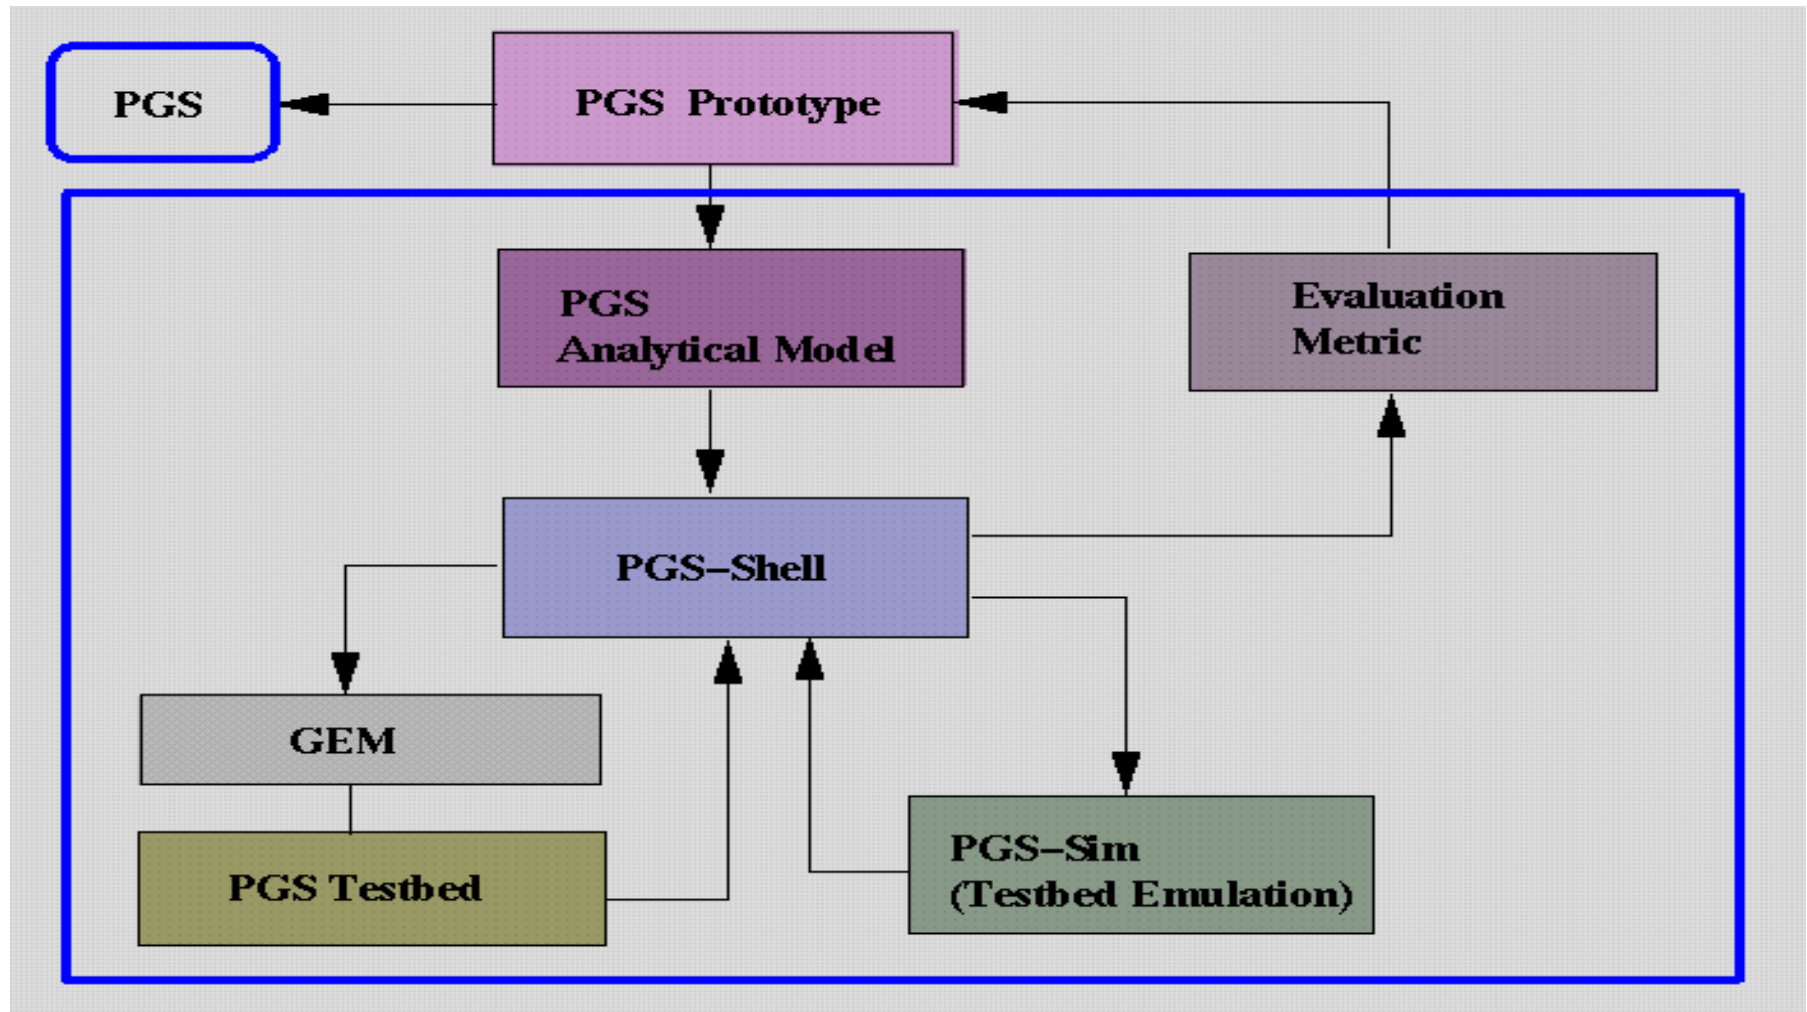 PGS
PGS Prototype
PGS
Analytical Model
Evaluation
Metric
PGS–Shell
GEM
PGS Testbed
PGS–Sim
(Testbed Emulation)